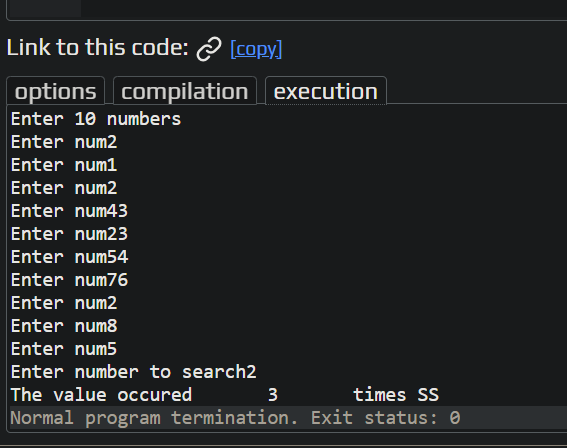 Link to this code: [copy]
options compilation execution
Enter 10 numbers
Enter num2
Enter num1
Enter num2
Enter num43
Enter num23
Enter num54
Enter num76
Enter num2
Enter num8
Enter num5
Enter number to search2
The value occured       3       times SS
Normal program termination. Exit status: 0